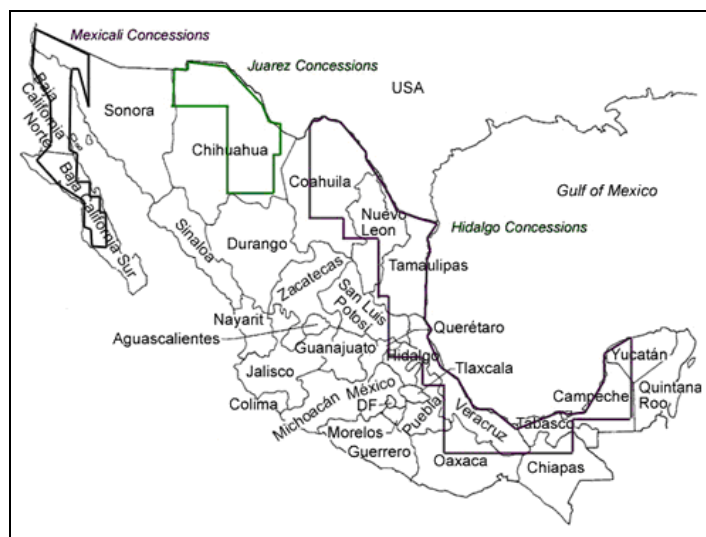 Mexicali Concessions
Juarez Concessions
USA
Baja
California
Norte
Sonora
Chihuahua
Coahuila
Gulf of Mexico
Baja
California Sur
Nuevo
Leon
Hidalgo Concessions
Sinaloa
Durango
Tamaulipas
Zacatecas
San Luis
Potosí
Nayarit
Querétaro
Aguascalientes
Guanajuato
Hidalgo
Yucatán
Jalisco
Tlaxcala
México
Campeche
Quintana
Roo
Colima
Michoacán
DF
Puebla
Veracruz
Tabasco
Morelos
Guerrero
Oaxaca
Chiapas